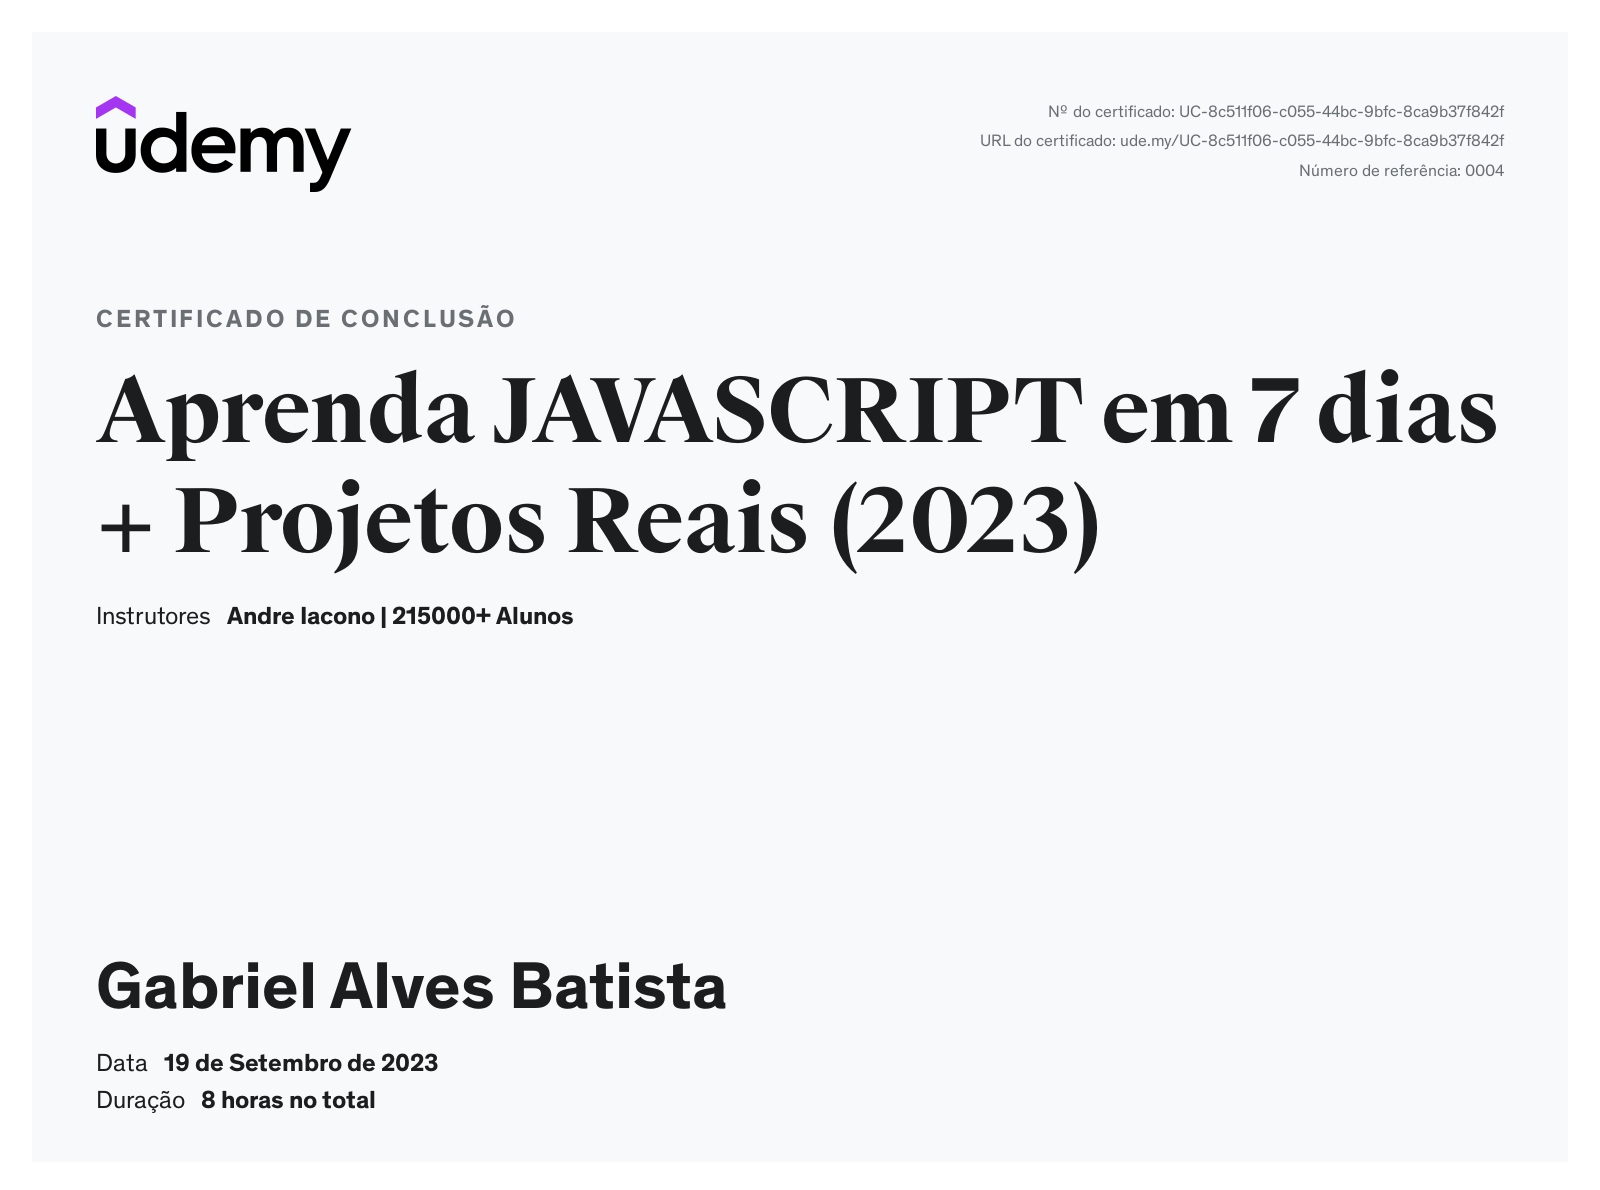 udemy
Nº do certificado: UC-8c511f06-c055-44bc-9bfc-8ca9b37f842f
URL do certificado: ude.my/UC-8c511f06-c055-44bc-9bfc-8ca9b37f842f
Número de referência: 0004
CERTIFICADO DE CONCLUSÃO
Aprenda JAVASCRIPT em 7 dias
+ Projetos Reais (2023)
Instrutores Andre Iacono | 215000+ Alunos
Gabriel Alves Batista
Data 19 de Setembro de 2023
Duração 8 horas no total